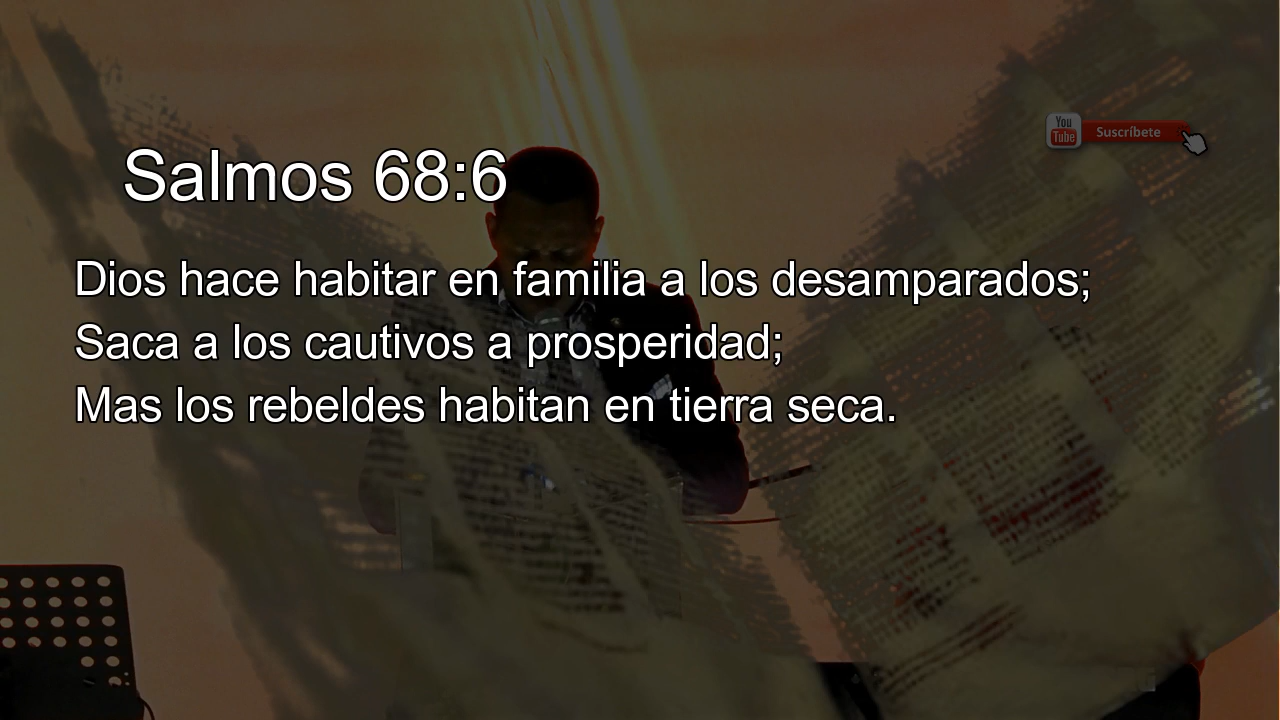 You
Tube
Suscríbete
Salmos 68:6
Dios hace habitar en familia a los desamparados;
Saca a los cautivos a prosperidad;
Mas los rebeldes habitan en tierra seca.